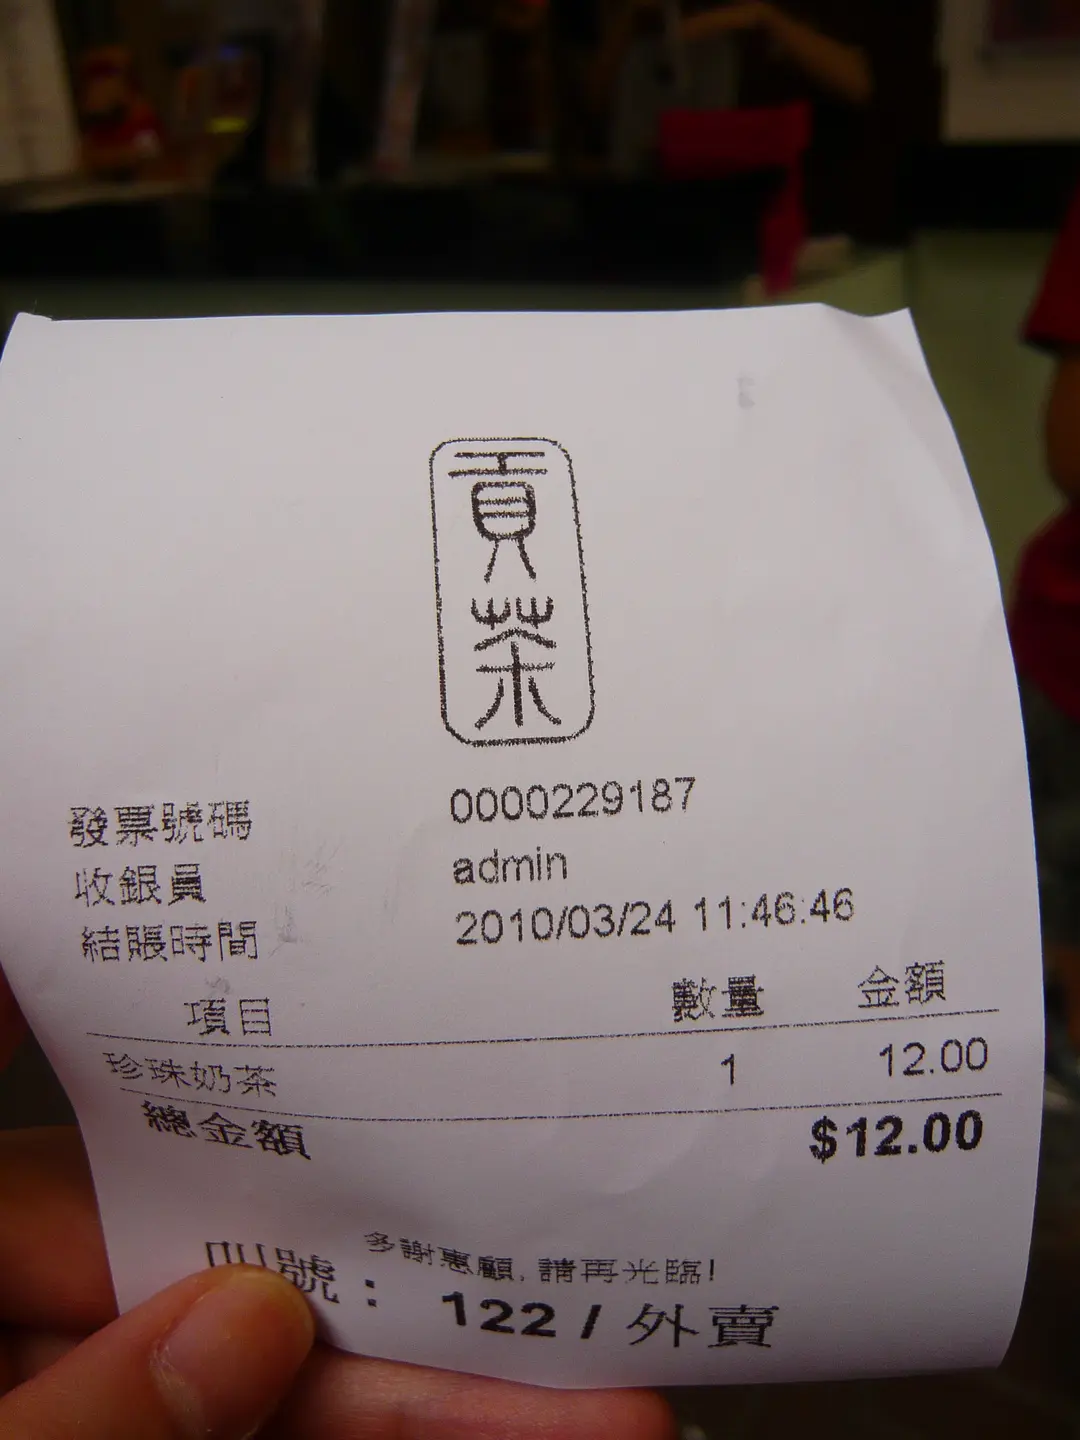 貢茶
發票號碼 0000229187
收銀員 admin
結賬時間 2010/03/24 11:46:46
項目 數量 金額
珍珠奶茶 1 12.00
總金額 $12.00
多謝惠顧, 請再光臨!
叫號: 122 / 外賣